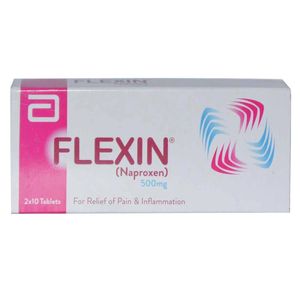 FLEXIN®
(Naproxen)
500mg
2x10 Tablets
For Relief of Pain & Inflammation